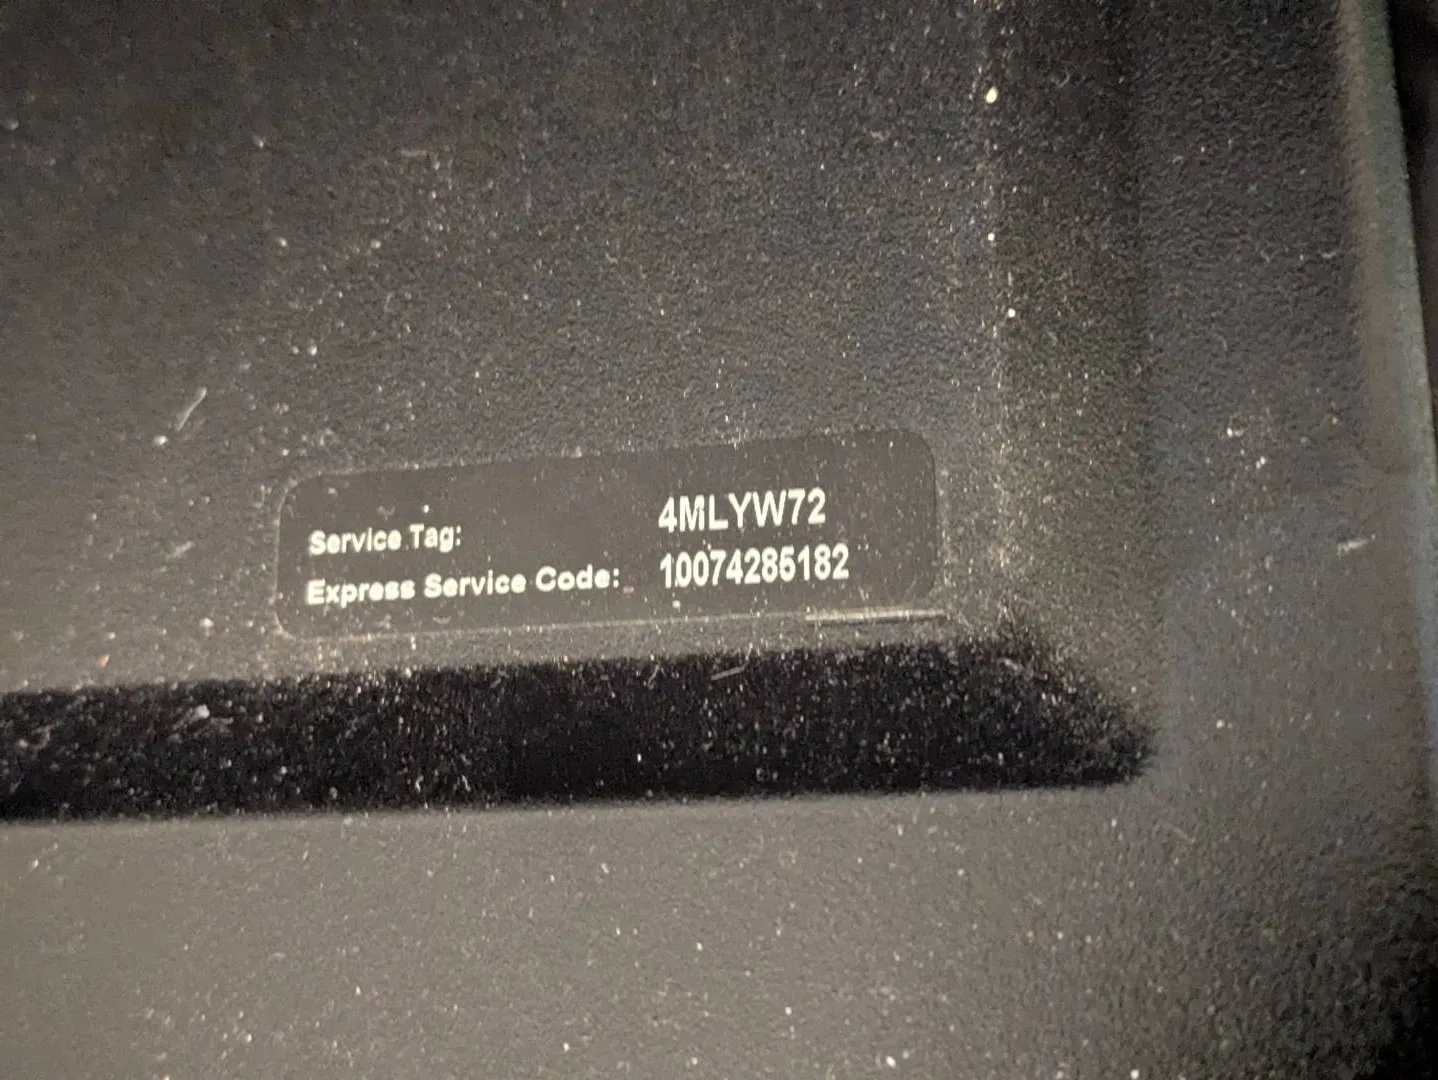 Service Tag: 4MLYW72
Express Service Code: 10074285182